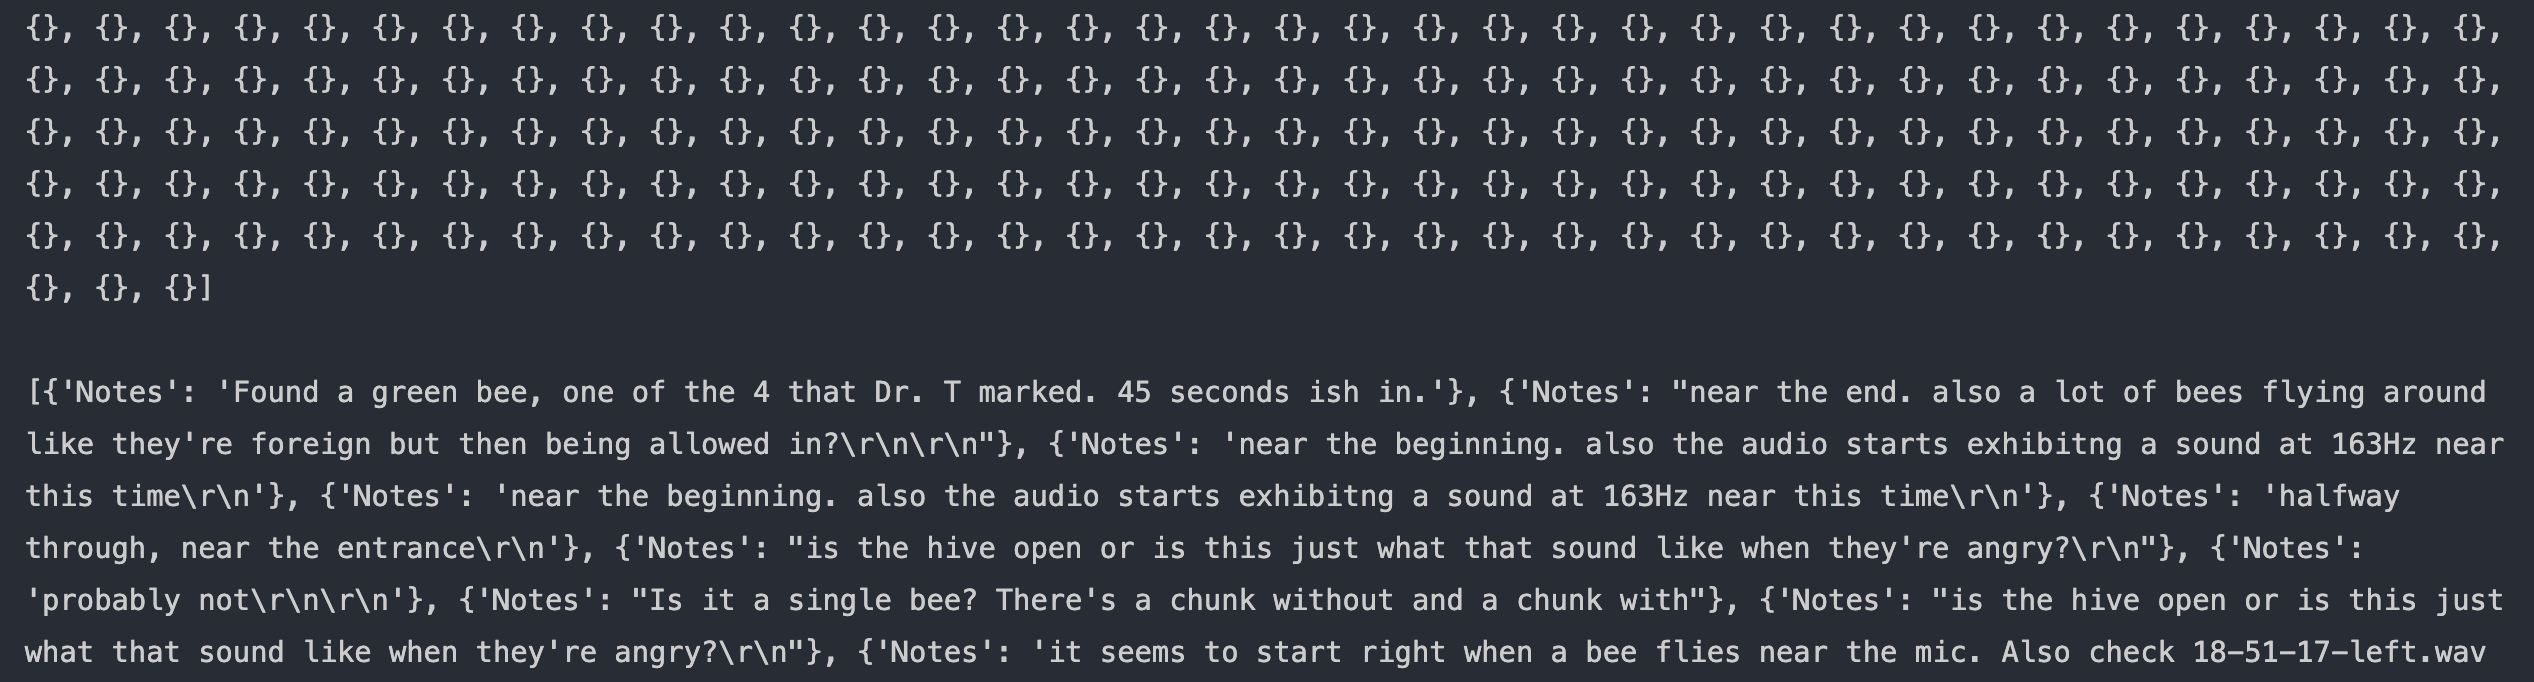 {}, {}, {}, {}, {}, {}, {}, {}, {}, {}, {}, {}, {}, {}, {}, {}, {}, {}, {}, {}, {}, {}, {}, {}, {}, {}, {}, {}, {}, {}, {}, {}, {}, {}, {}, {},
{}, {}, {}, {}, {}, {}, {}, {}, {}, {}, {}, {}, {}, {}, {}, {}, {}, {}, {}, {}, {}, {}, {}, {}, {}, {}, {}, {}, {}, {}, {}, {}, {}, {}, {}, {},
{}, {}, {}, {}, {}, {}, {}, {}, {}, {}, {}, {}, {}, {}, {}, {}, {}, {}, {}, {}, {}, {}, {}, {}, {}, {}, {}, {}, {}, {}, {}, {}, {}, {}, {}, {},
{}, {}, {}, {}, {}, {}, {}, {}, {}, {}, {}, {}, {}, {}, {}, {}, {}, {}, {}, {}, {}, {}, {}, {}, {}, {}, {}, {}, {}, {}, {}, {}, {}, {}, {}, {},
{}, {}, {}, {}, {}, {}, {}, {}, {}, {}, {}, {}, {}, {}, {}, {}, {}, {}, {}, {}, {}, {}, {}, {}, {}, {}, {}, {}, {}, {}, {}, {}, {}, {}, {}, {},
{}, {}, {}]
[{'Notes': 'Found a green bee, one of the 4 that Dr. T marked. 45 seconds ish in.'}, {'Notes': "near the end. also a lot of bees flying around
like they're foreign but then being allowed in?\r\n\r\n"}, {'Notes': 'near the beginning. also the audio starts exhibitng a sound at 163Hz near
this time\r\n'}, {'Notes': 'near the beginning. also the audio starts exhibitng a sound at 163Hz near this time\r\n'}, {'Notes': 'halfway
through, near the entrance\r\n'}, {'Notes': "is the hive open or is this just what that sound like when they're angry?\r\n"}, {'Notes':
'probably not\r\n\r\n'}, {'Notes': "Is it a single bee? There's a chunk without and a chunk with"}, {'Notes': "is the hive open or is this just
what that sound like when they're angry?\r\n"}, {'Notes': 'it seems to start right when a bee flies near the mic. Also check 18-51-17-left.wav